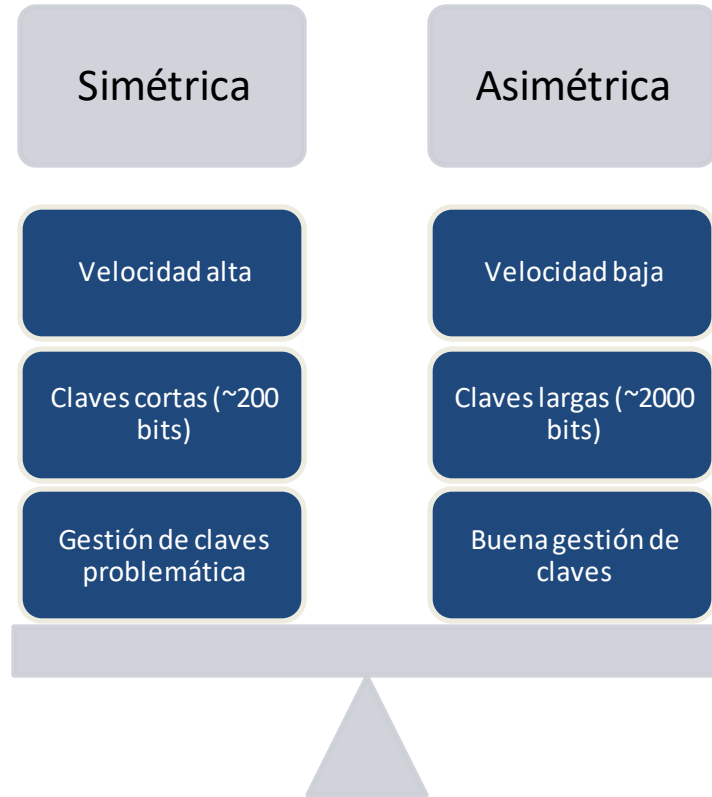 Simétrica
Asimétrica
Velocidad alta
Velocidad baja
Claves cortas (~200
bits)
Claves largas (~2000
bits)
Gestión de claves
problemática
Buena gestión de
claves